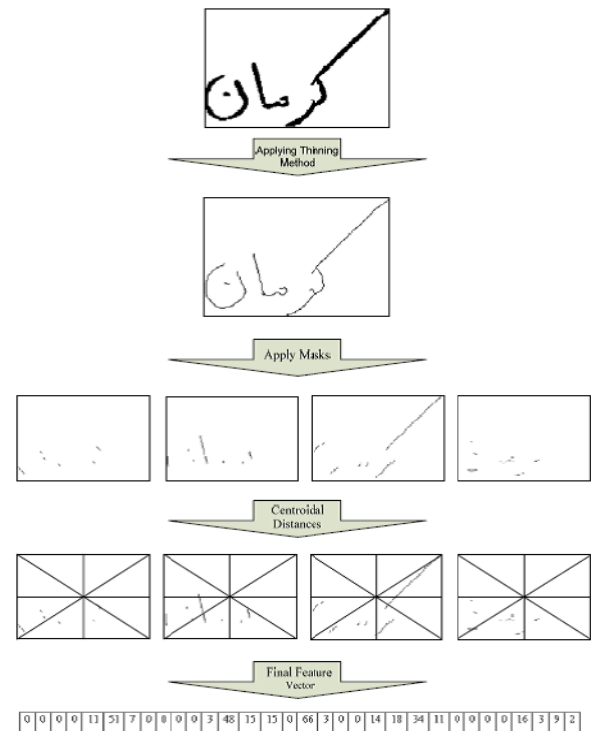 کرمان
Applying Thinning
Method
کرمان
Apply Masks
Centroidal
Distances
Final Feature
Vector
0 0 0 0 11 51 7 0 8 0 0 3 48 15 15 0 66 3 0 0 14 18 34 11 0 0 0 0 16 3 9 2